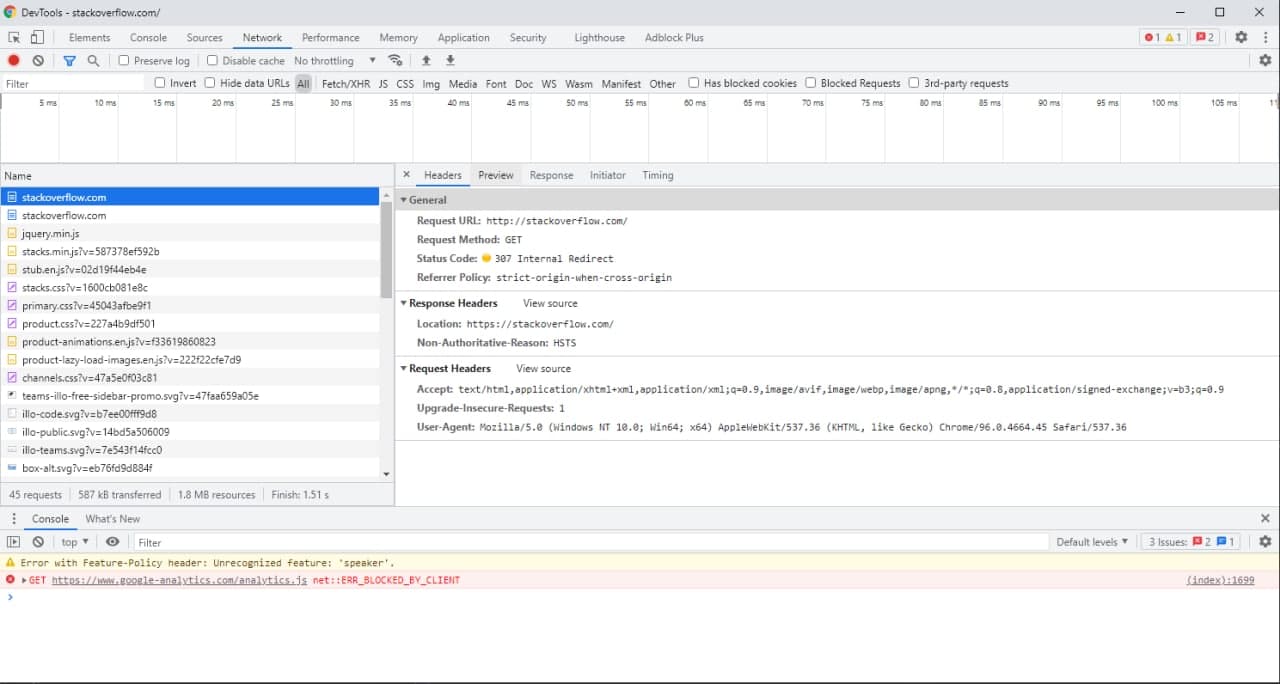 DevTools - stackoverflow.com/
Elements Console Sources Network Performance Memory Application Security Lighthouse Adblock Plus 1 1 2
Preserve log Disable cache No throttling
Filter Invert Hide data URLs All Fetch/XHR JS CSS Img Media Font Doc WS Wasm Manifest Other Has blocked cookies Blocked Requests 3rd-party requests
5 ms 10 ms 15 ms 20 ms 25 ms 30 ms 35 ms 40 ms 45 ms 50 ms 55 ms 60 ms 65 ms 70 ms 75 ms 80 ms 85 ms 90 ms 95 ms 100 ms 105 ms
Name
stackoverflow.com
stackoverflow.com
jquery.min.js
stacks.min.js?v=587378ef592b
stub.en.js?v=02d19f44eb4e
stacks.css?v=1600cb081e8c
primary.css?v=45043afbe9f1
product.css?v=227a4b9df501
product-animations.en.js?v=f33619860823
product-lazy-load-images.en.js?v=222f22cfe7d9
channels.css?v=47a5e0f03c81
teams-illo-free-sidebar-promo.svg?v=47faa659a05e
illo-code.svg?v=b7ee00fff9d8
illo-public.svg?v=14bd5a506009
illo-teams.svg?v=7e543f14fcc0
box-alt.svg?v=eb76fd9d884f
45 requests 587 kB transferred 1.8 MB resources Finish: 1.51 s
Headers Preview Response Initiator Timing
General
Request URL: http://stackoverflow.com/
Request Method: GET
Status Code: 307 Internal Redirect
Referrer Policy: strict-origin-when-cross-origin
Response Headers View source
Location: https://stackoverflow.com/
Non-Authoritative-Reason: HSTS
Request Headers View source
Accept: text/html,application/xhtml+xml,application/xml;q=0.9,image/avif,image/webp,image/apng,*/*;q=0.8,application/signed-exchange;v=b3;q=0.9
Upgrade-Insecure-Requests: 1
User-Agent: Mozilla/5.0 (Windows NT 10.0; Win64; x64) AppleWebKit/537.36 (KHTML, like Gecko) Chrome/96.0.4664.45 Safari/537.36
Console What's New
top Filter Default levels 3 Issues: 2 1
Error with Feature-Policy header: Unrecognized feature: 'speaker'.
GET https://www.google-analytics.com/analytics.js net::ERR_BLOCKED_BY_CLIENT (index):1699